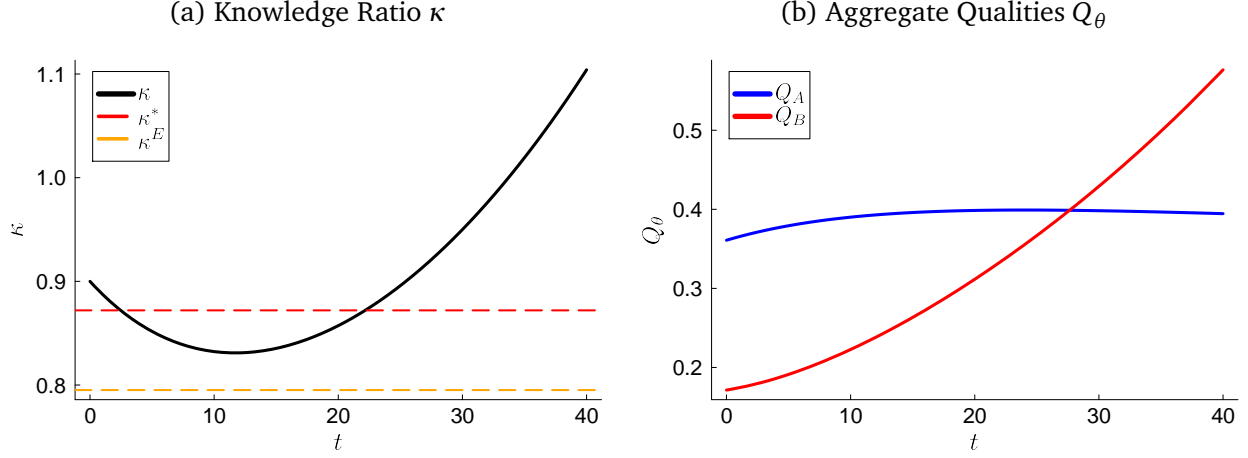 (a) Knowledge Ratio κ
κ
κ*
κ^E
1.1
1.0
0.9
0.8
κ
0
10
20
30
40
t
(b) Aggregate Qualities Q_θ
Q_A
Q_B
0.5
0.4
0.3
0.2
Q_θ
0
10
20
30
40
t